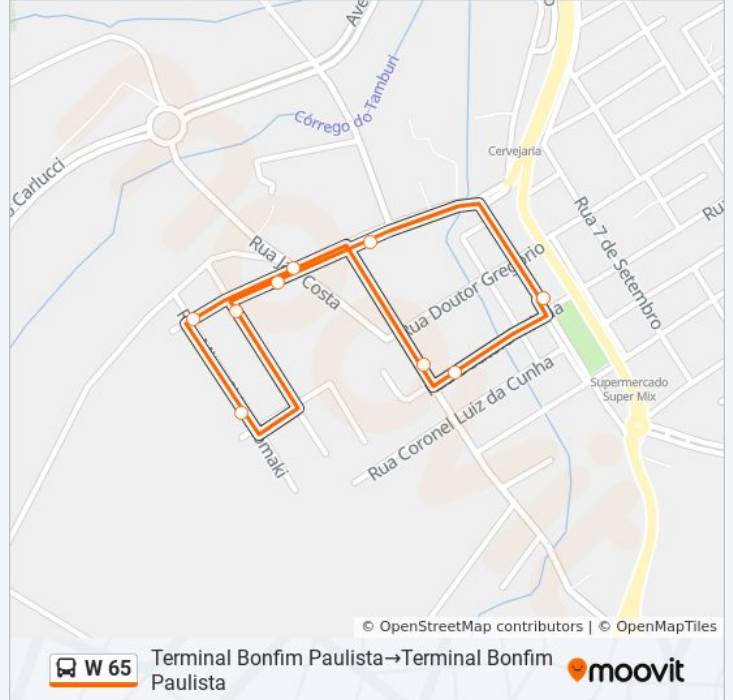 Ave
Córrego do Tamburi
Cervejaria
o Carlucci
Rua 7 de Setembro
Ru
Rua Doutor Gregório
Costa
Supermercado
Super Mix
Rua Coronel Luiz da Cunha
omaki
© OpenStreetMap contributors | © OpenMapTiles
W 65
Terminal Bonfim Paulista→Terminal Bonfim
Paulista
moovit